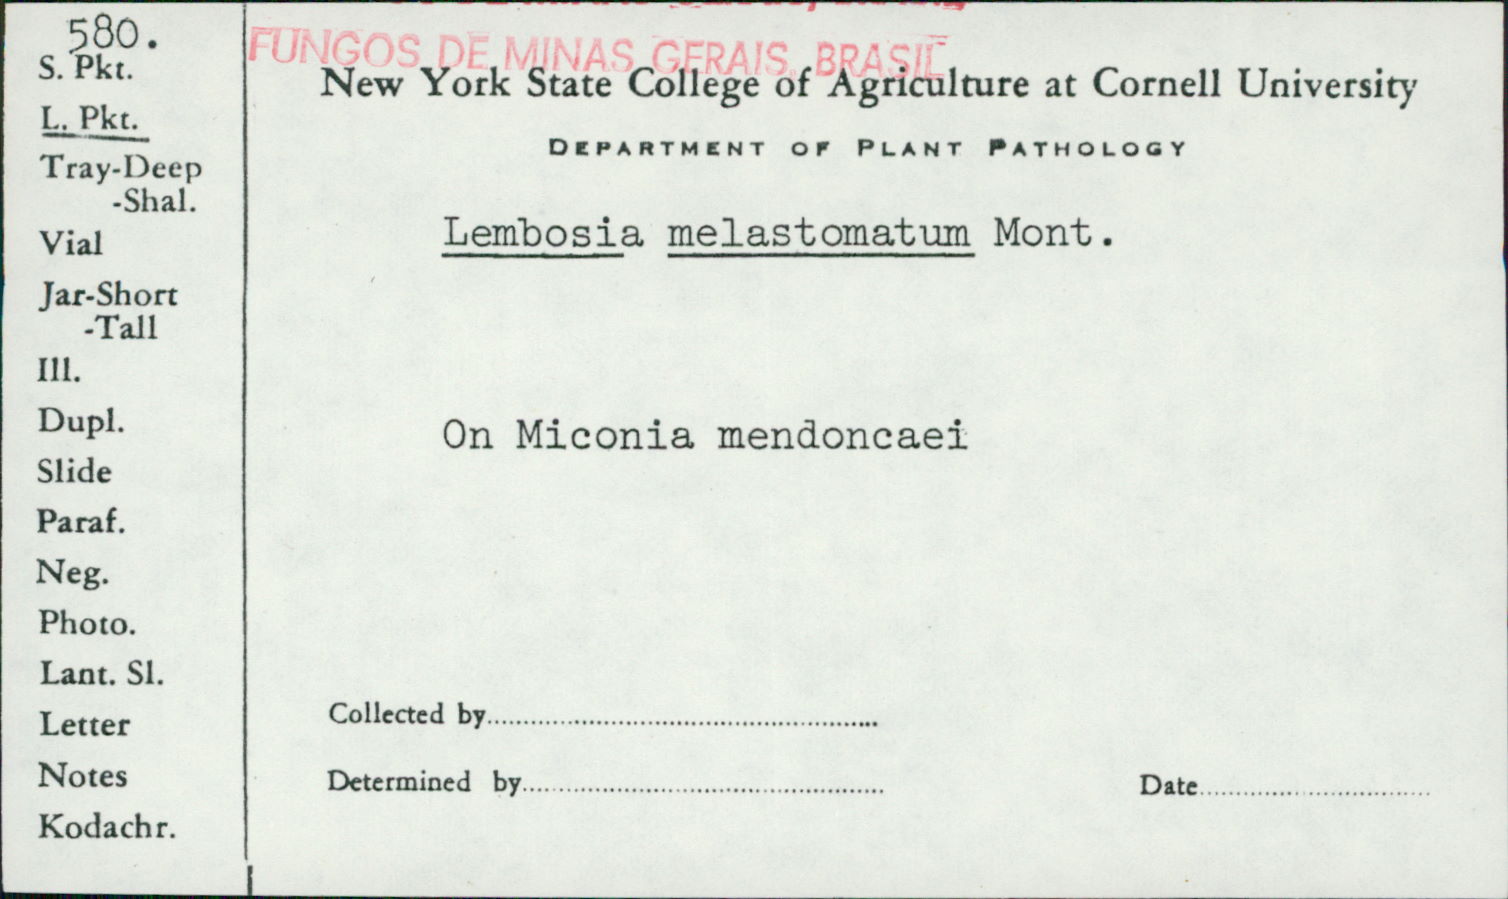 580.
FUNGOS DE MINAS GERAIS, BRASIL
New York State College of Agriculture at Cornell University
DEPARTMENT OF PLANT PATHOLOGY
S. Pkt.
L. Pkt.
Tray-Deep
-Shal.
Vial
Jar-Short
-Tall
Ill.
Dupl.
Slide
Paraf.
Neg.
Photo.
Lant. Sl.
Letter
Notes
Kodachr.
Lembosia melastomatum Mont.
On Miconia mendoncaei
Collected by
Determined by
Date